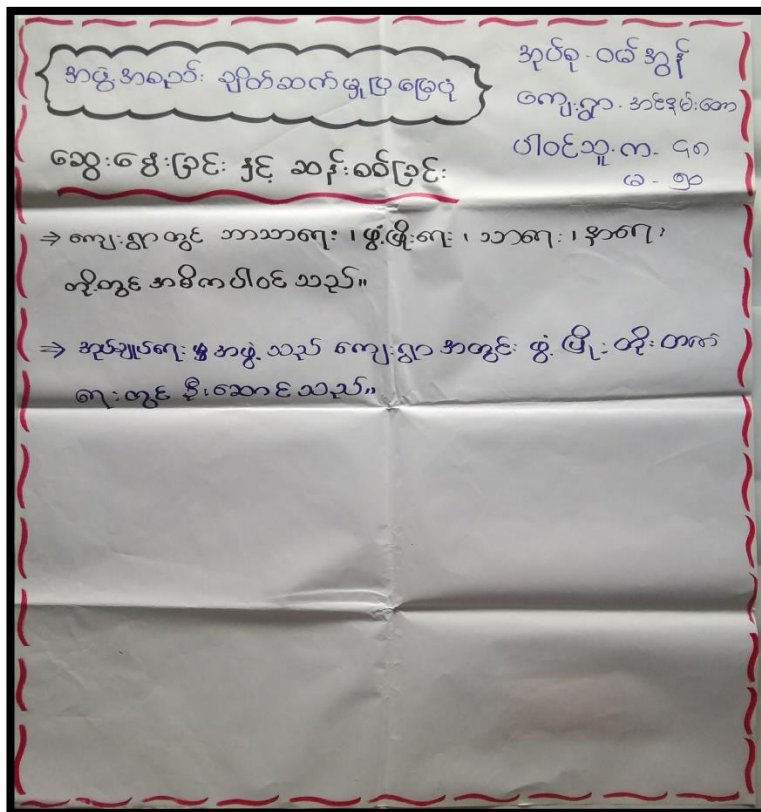 အဖွဲ့အစည်း ချိတ်ဆက်မှုပြမြေပုံ
အုပ်စု - ဝမ်အွန်
ကျေးရွာ - အင်နမ်းတော
ပါဝင်သူ - က - ၎၈
မ - ၅၀
ဆွေးနွေးခြင်း နှင့် ဆန်းစစ်ခြင်း
⇒ ကျေးရွာတွင် ဘာသာရေး ၊ ဖွံ့ဖြိုးရေး ၊ သာရေး ၊ နာရေး
တို့တွင် အဓိကပါဝင် သည်။
⇒ အုပ်ချုပ်ရေး အဖွဲ့ သည် ကျေးရွာ အတွင်း ဖွံ့ ဖြိုး တိုး တက်
ရေးတွင် ဦးဆောင်သည်။